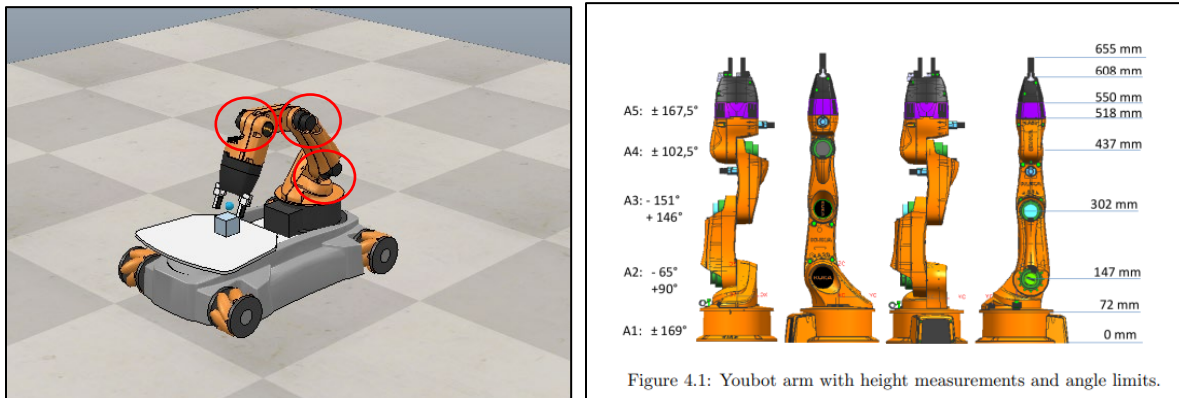 655 mm
608 mm
550 mm
A5: ± 167,5°
518 mm
A4: ± 102,5°
437 mm
A3: - 151°
+ 146°
302 mm
KUKA
A2: - 65°
+90°
147 mm
72 mm
A1: ± 169°
0 mm
Figure 4.1: Youbot arm with height measurements and angle limits.